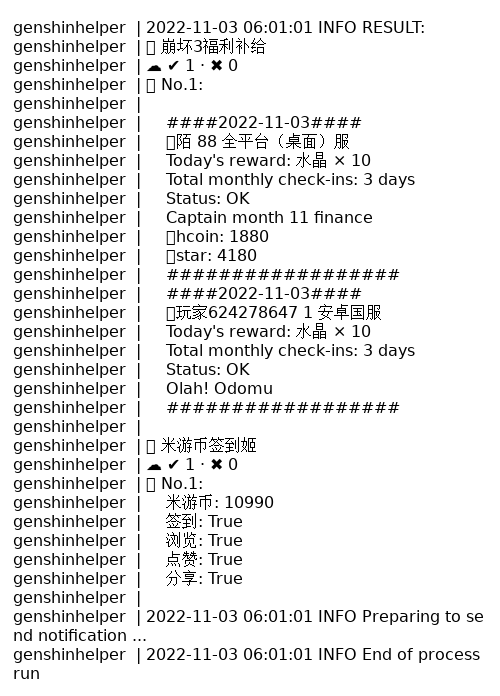 genshinhelper | 2022-11-03 06:01:01 INFO RESULT:
genshinhelper | 崩坏3福利补给
genshinhelper | ☁ ✔ 1 · ✖ 0
genshinhelper | No.1:
genshinhelper |
genshinhelper | ####2022-11-03####
genshinhelper | 陌 88 全平台（桌面）服
genshinhelper | Today's reward: 水晶 × 10
genshinhelper | Total monthly check-ins: 3 days
genshinhelper | Status: OK
genshinhelper | Captain month 11 finance
genshinhelper | hcoin: 1880
genshinhelper | star: 4180
genshinhelper | ##################
genshinhelper | ####2022-11-03####
genshinhelper | 玩家624278647 1 安卓国服
genshinhelper | Today's reward: 水晶 × 10
genshinhelper | Total monthly check-ins: 3 days
genshinhelper | Status: OK
genshinhelper | Olah! Odomu
genshinhelper | ##################
genshinhelper |
genshinhelper | 米游币签到姬
genshinhelper | ☁ ✔ 1 · ✖ 0
genshinhelper | No.1:
genshinhelper | 米游币: 10990
genshinhelper | 签到: True
genshinhelper | 浏览: True
genshinhelper | 点赞: True
genshinhelper | 分享: True
genshinhelper |
genshinhelper | 2022-11-03 06:01:01 INFO Preparing to se
nd notification ...
genshinhelper | 2022-11-03 06:01:01 INFO End of process
run